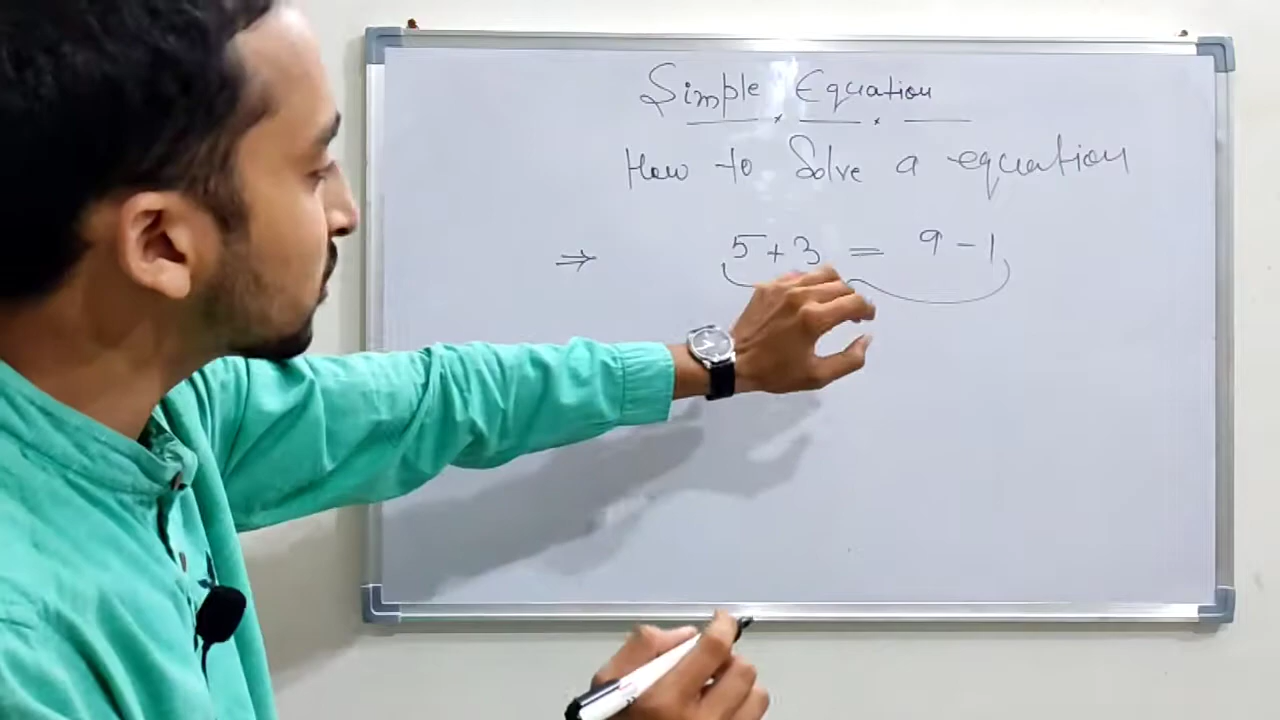 Simple Equation
How to Solve a equation
⇒ 5+3 = 9-1